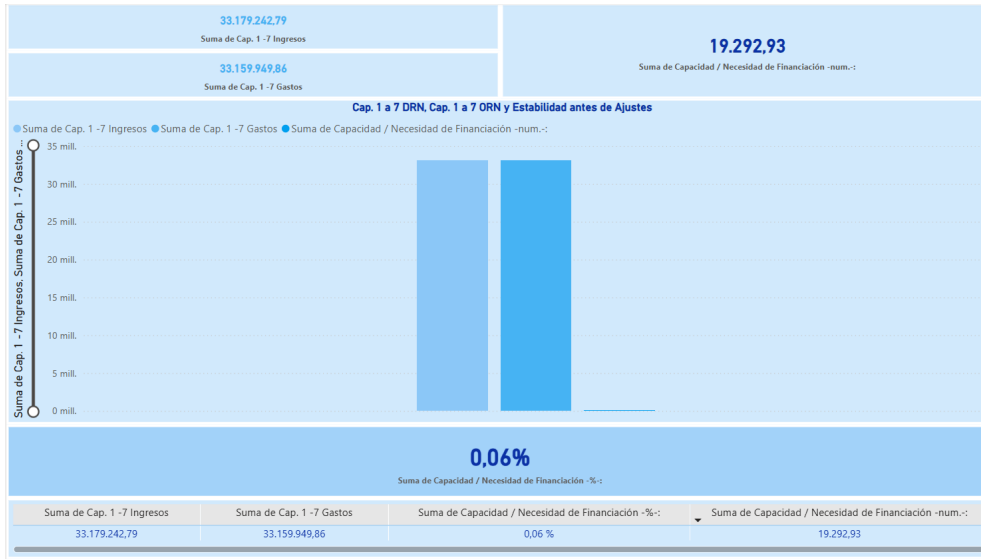 33.179.242,79
Suma de Cap. 1 -7 Ingresos
33.159.949,86
Suma de Cap. 1 -7 Gastos
19.292,93
Suma de Capacidad / Necesidad de Financiación -num.-:
Cap. 1 a 7 DRN, Cap. 1 a 7 ORN y Estabilidad antes de Ajustes
Suma de Cap. 1 -7 Ingresos Suma de Cap. 1 -7 Gastos Suma de Capacidad / Necesidad de Financiación -num.-:
Suma de Cap. 1 -7 Ingresos, Suma de Cap. 1 -7 Gastos ...
35 mill.
30 mill.
25 mill.
20 mill.
15 mill.
10 mill.
5 mill.
0 mill.
0,06%
Suma de Capacidad / Necesidad de Financiación -%-:
Suma de Cap. 1 -7 Ingresos Suma de Cap. 1 -7 Gastos Suma de Capacidad / Necesidad de Financiación -%-: Suma de Capacidad / Necesidad de Financiación -num.-:
33.179.242,79 33.159.949,86 0,06 % 19.292,93